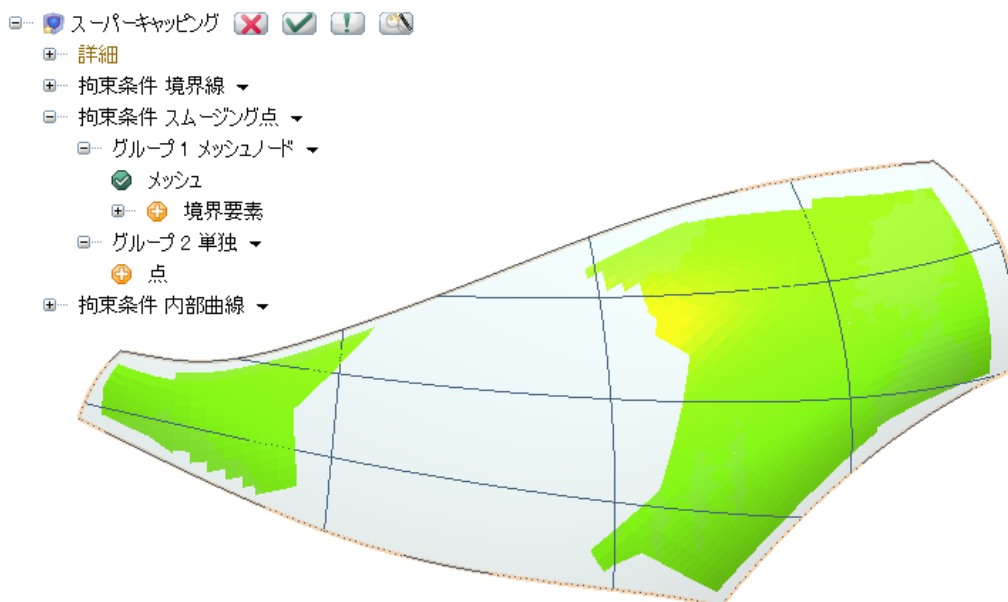 スーパーキャッピング
詳細
拘束条件 境界線
拘束条件 スムージング点
グループ1 メッシュノード
メッシュ
境界要素
グループ2 単独
点
拘束条件 内部曲線